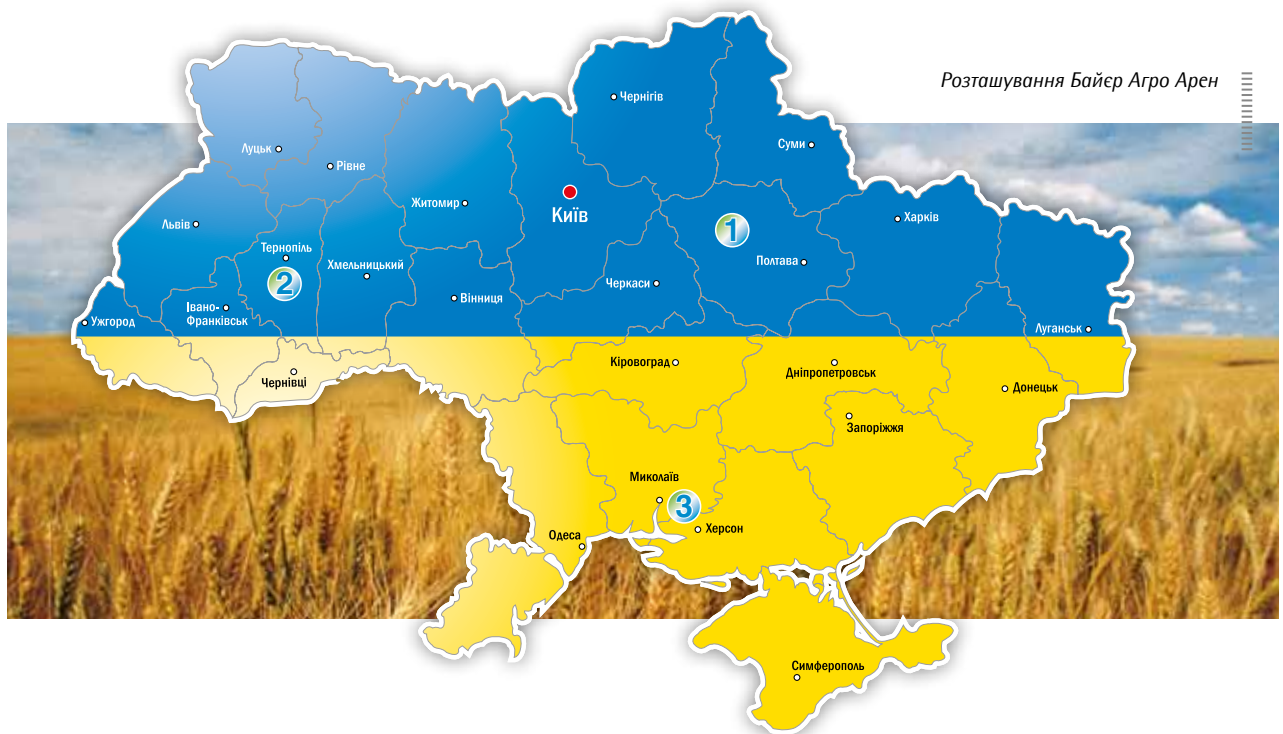 Розташування Байєр Агро Арен
Чернігів
Суми
Луцьк
Рівне
Житомир
Київ
Харків
Львів
1
Тернопіль
Хмельницький
Полтава
2
Черкаси
Вінниця
Івано-
Франківськ
Ужгород
Луганськ
Кіровоград
Дніпропетровськ
Чернівці
Донецьк
Запоріжжя
Миколаїв
3
Херсон
Одеса
Симферополь